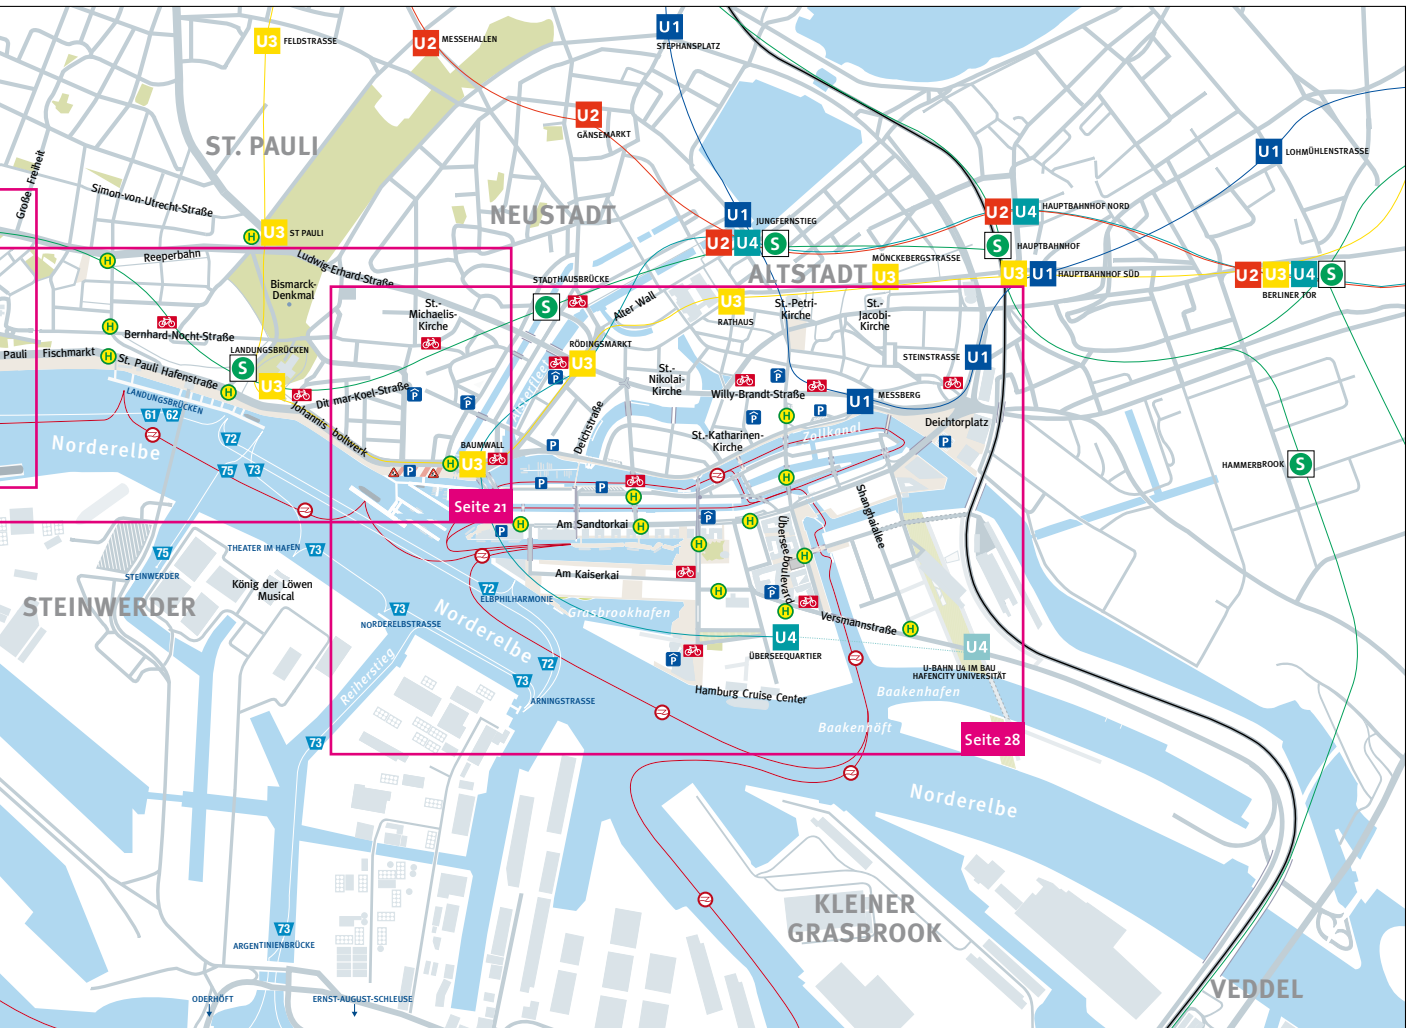 U1
STEPHANSPLATZ
U3 FELDSTRASSE
U2 MESSEHALLEN
U2
GÄNSEMARKT
ST. PAULI
U1 LOHMÜHLENSTRASSE
Große Freiheit
Simon-von-Utrecht-Straße
NEUSTADT
U1 JUNGFERNSTIEG
U2 U4 S
U2 U4 HAUPTBAHNHOF NORD
H U3 ST PAULI
S HAUPTBAHNHOF
H
Reeperbahn
Ludwig-Erhard-Straße
MÖNCKEBERGSTRASSE
ALTSTADT U3
U3 U1 HAUPTBAHNHOF SÜD
U2 U3 U4 S
BERLINER TOR
STADTHAUSBRÜCKE
S
Bismarck-
Denkmal
St.-
Michaelis-
Kirche
Alter Wall
U3
RATHAUS
St.-Petri-
Kirche
St.-
Jacobi-
Kirche
H
Bernhard-Nocht-Straße
RÖDINGSMARKT
U3
P
STEINSTRASSE U1
Pauli Fischmarkt H
St. Pauli Hafenstraße
LANDUNGSBRÜCKEN
S
U3
H
Johannis bollwerk
Dit mar-Koel-Straße
P
P
St.-
Nikolai-
Kirche
P
Willy-Brandt-Straße
P
P
U1 MESSBERG
H
Deichtorplatz
P
LANDUNGSBRÜCKEN
61 62
72
75 73
Norderelbe
Deichstraße
St.-Katharinen-
Kirche
Zollkanal
BAUMWALL
H U3
P
P
P
P
H
H
S
HAMMERBROOK
Seite 21
Am Sandtorkai
H
H
P
P
H
H
Überseeboulevard
Shanghaiallee
H
75
STEINWERDER
THEATER IM HAFEN 73
König der Löwen
Musical
STEINWERDER
Am Kaiserkai
72
ELBPHILHARMONIE
Grasbrookhafen
H
P
H
Versmannstraße
H
73
NORDERELBSTRASSE
Norderelbe
U4
ÜBERSEEQUARTIER
U4
U-BAHN U4 IM BAU
HAFENCITY UNIVERSITÄT
P
Reiherstieg
72
73
ARNINGSTRASSE
Hamburg Cruise Center
Baakenhafen
Baakenhöft
73
Seite 28
Norderelbe
KLEINER
GRASBROOK
73
ARGENTINIENBRÜCKE
ODERHÖFT
ERNST-AUGUST-SCHLEUSE
VEDDEL